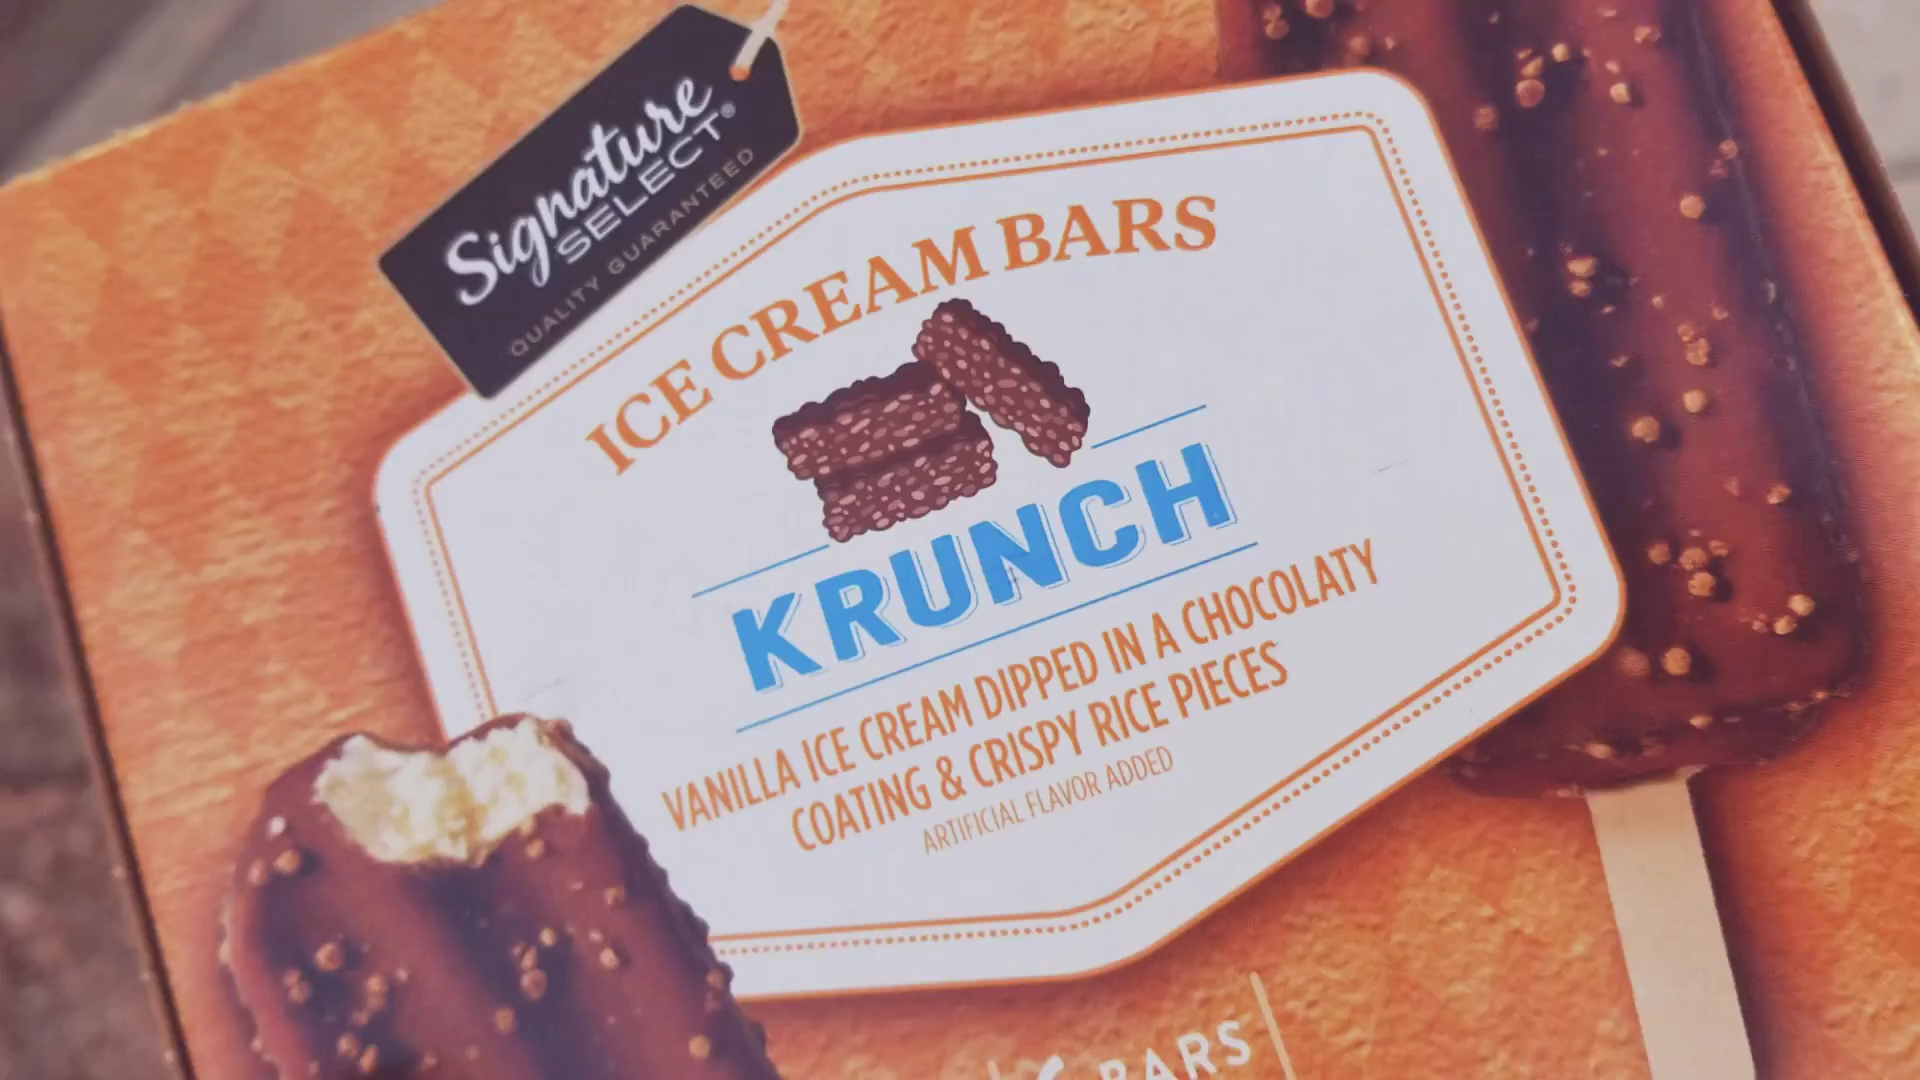 Signature
SELECT®
QUALITY GUARANTEED
ICE CREAM BARS
KRUNCH
VANILLA ICE CREAM DIPPED IN A CHOCOLATY
COATING & CRISPY RICE PIECES
ARTIFICIAL FLAVOR ADDED
BARS